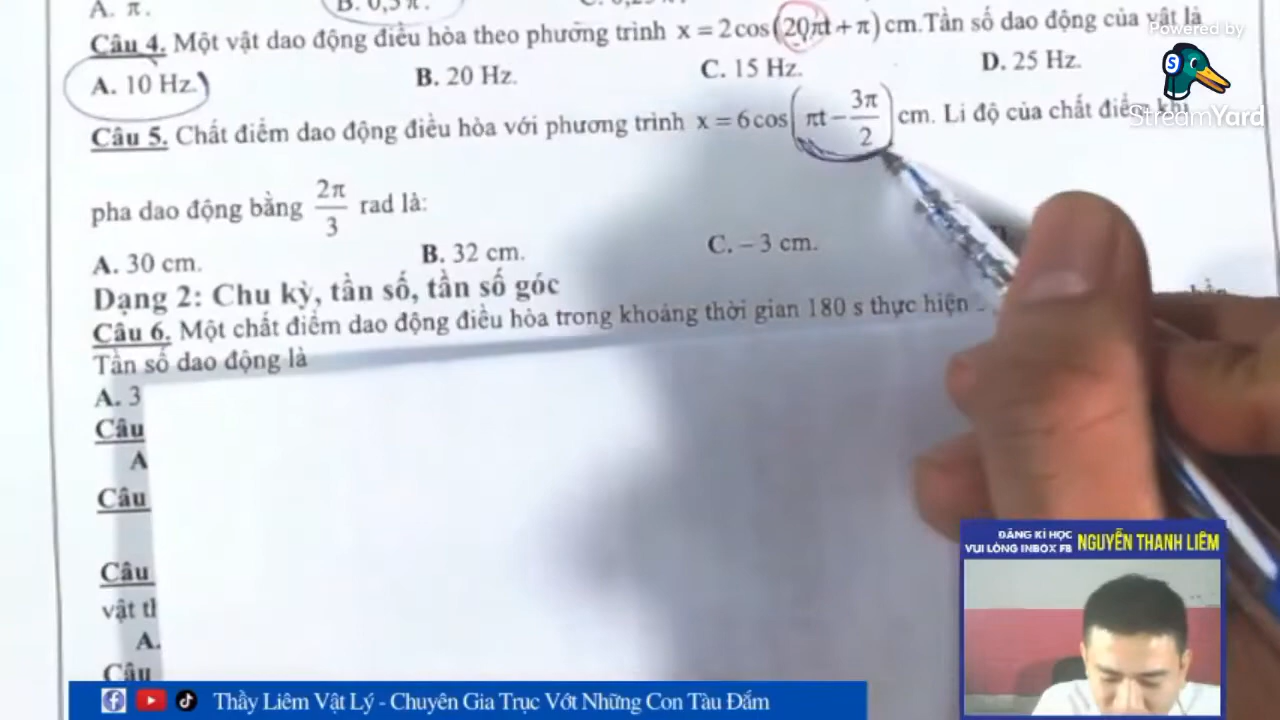 A. π.
B. 0,5π.
Câu 4. Một vật dao động điều hòa theo phương trình x = 2cos(20πt + π) cm.Tần số dao động của vật là
A. 10 Hz. B. 20 Hz. C. 15 Hz. D. 25 Hz.
Câu 5. Chất điểm dao động điều hòa với phương trình x = 6cos(πt − 3π/2) cm. Li độ của chất điểm khi
pha dao động bằng 2π/3 rad là:
A. 30 cm. B. 32 cm. C. – 3 cm.
Dạng 2: Chu kỳ, tần số, tần số góc
Câu 6. Một chất điểm dao động điều hòa trong khoảng thời gian 180 s thực hiện
Tần số dao động là
A. 3
Câu
A
Câu
Câu
vật
A.
Câu
Powered by
StreamYard
ĐĂNG KÍ HỌC
VUI LÒNG INBOX FB NGUYỄN THANH LIÊM
Thầy Liêm Vật Lý - Chuyên Gia Trục Vớt Những Con Tàu Đắm